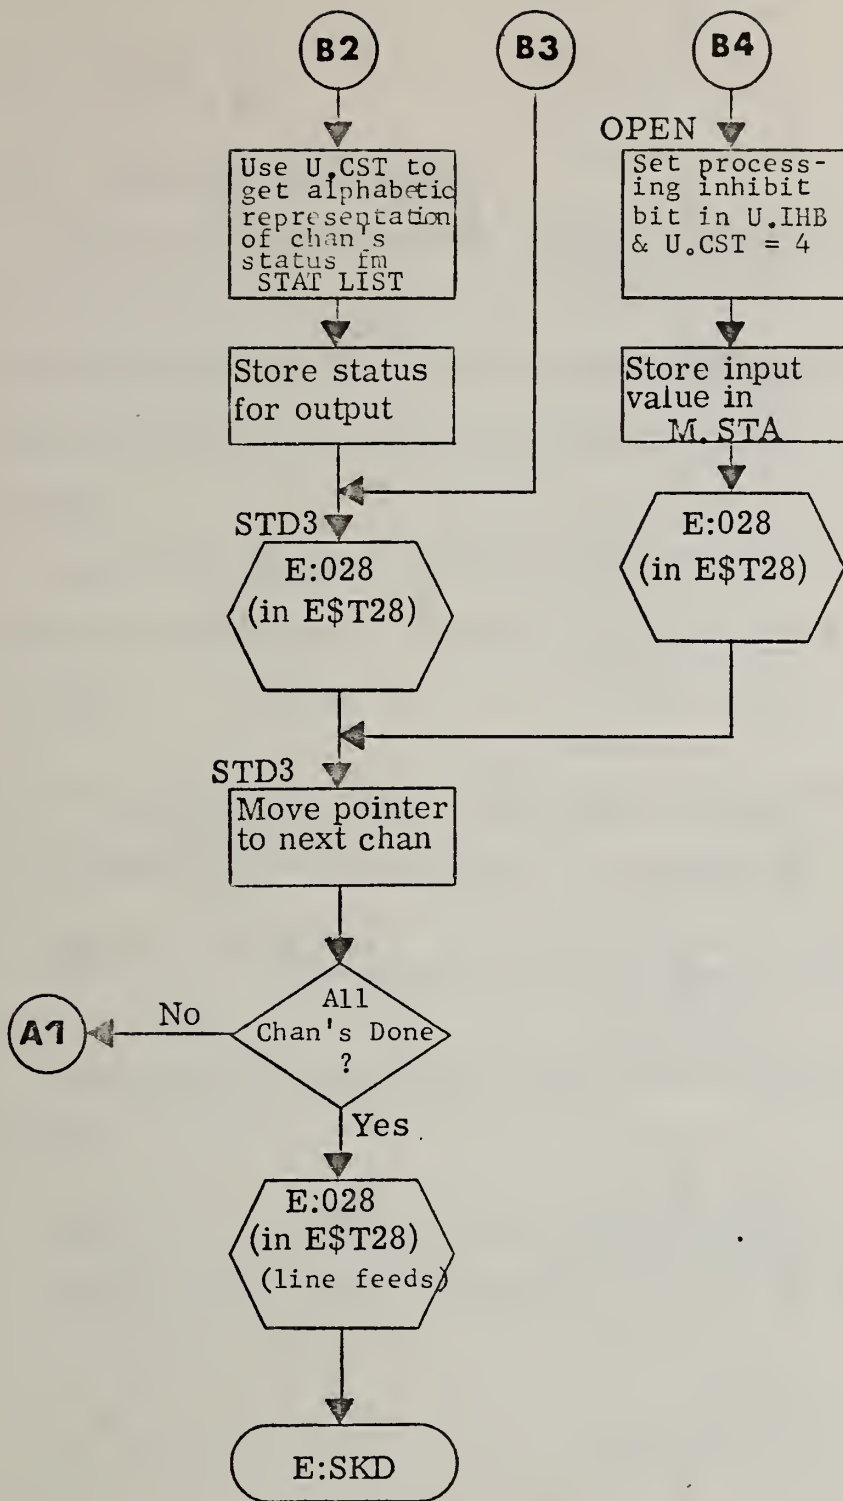 B2
B3
B4
Use U.CST to
get alphabetic
representation
of chan's
status fm
STAT LIST
OPEN
Set process-
ing inhibit
bit in U.IHB
& U.CST = 4
Store status
for output
Store input
value in
M.STA
STD3
E:028
(in E$T28)
E:028
(in E$T28)
STD3
Move pointer
to next chan
All
Chan's Done
?
No
A1
Yes
E:028
(in E$T28)
(line feeds)
E:SKD